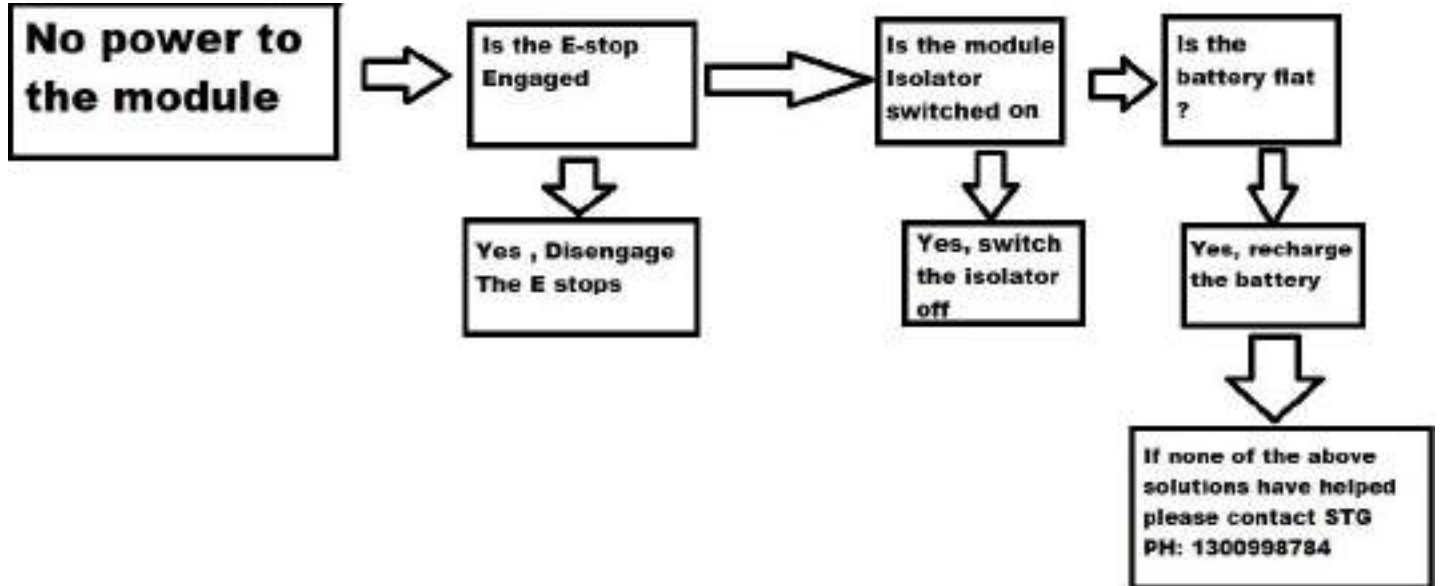 No power to
the module
Is the E-stop
Engaged
Is the module
Isolator
switched on
Is the
battery flat
?
Yes , Disengage
The E stops
Yes, switch
the isolator
off
Yes, recharge
the battery
If none of the above
solutions have helped
please contact STG
PH: 1300998784